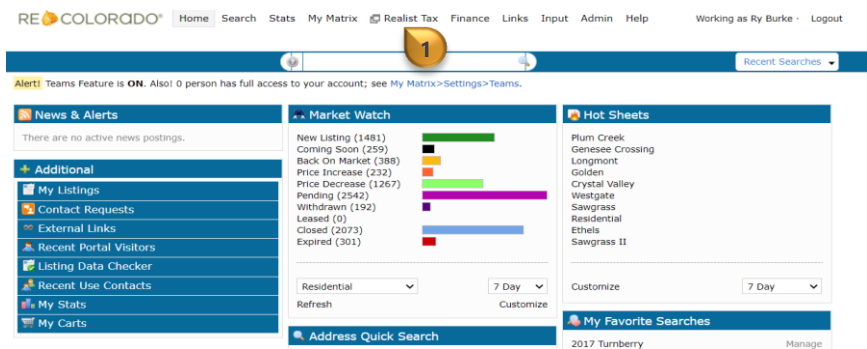 RECOLORADO® Home Search Stats My Matrix Realist Tax Finance Links Input Admin Help Working as Ry Burke · Logout
1
Recent Searches
Alert! Teams Feature is ON. Also! 0 person has full access to your account; see My Matrix>Settings>Teams.
News & Alerts
There are no active news postings.
Additional
My Listings
Contact Requests
External Links
Recent Portal Visitors
Listing Data Checker
Recent Use Contacts
My Stats
My Carts
Market Watch
New Listing (1481)
Coming Soon (259)
Back On Market (388)
Price Increase (232)
Price Decrease (1267)
Pending (2542)
Withdrawn (192)
Leased (0)
Closed (2073)
Expired (301)
Residential 7 Day
Refresh Customize
Address Quick Search
Hot Sheets
Plum Creek
Genesee Crossing
Longmont
Golden
Crystal Valley
Westgate
Sawgrass
Residential
Ethels
Sawgrass II
Customize 7 Day
My Favorite Searches
2017 Turnberry Manage